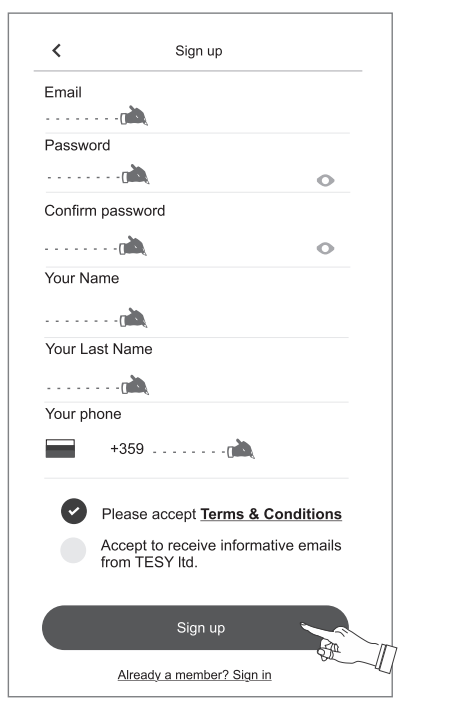 Sign up
Email
Password
Confirm password
Your Name
Your Last Name
Your phone
+359
Please accept Terms & Conditions
Accept to receive informative emails
from TESY ltd.
Sign up
Already a member? Sign in